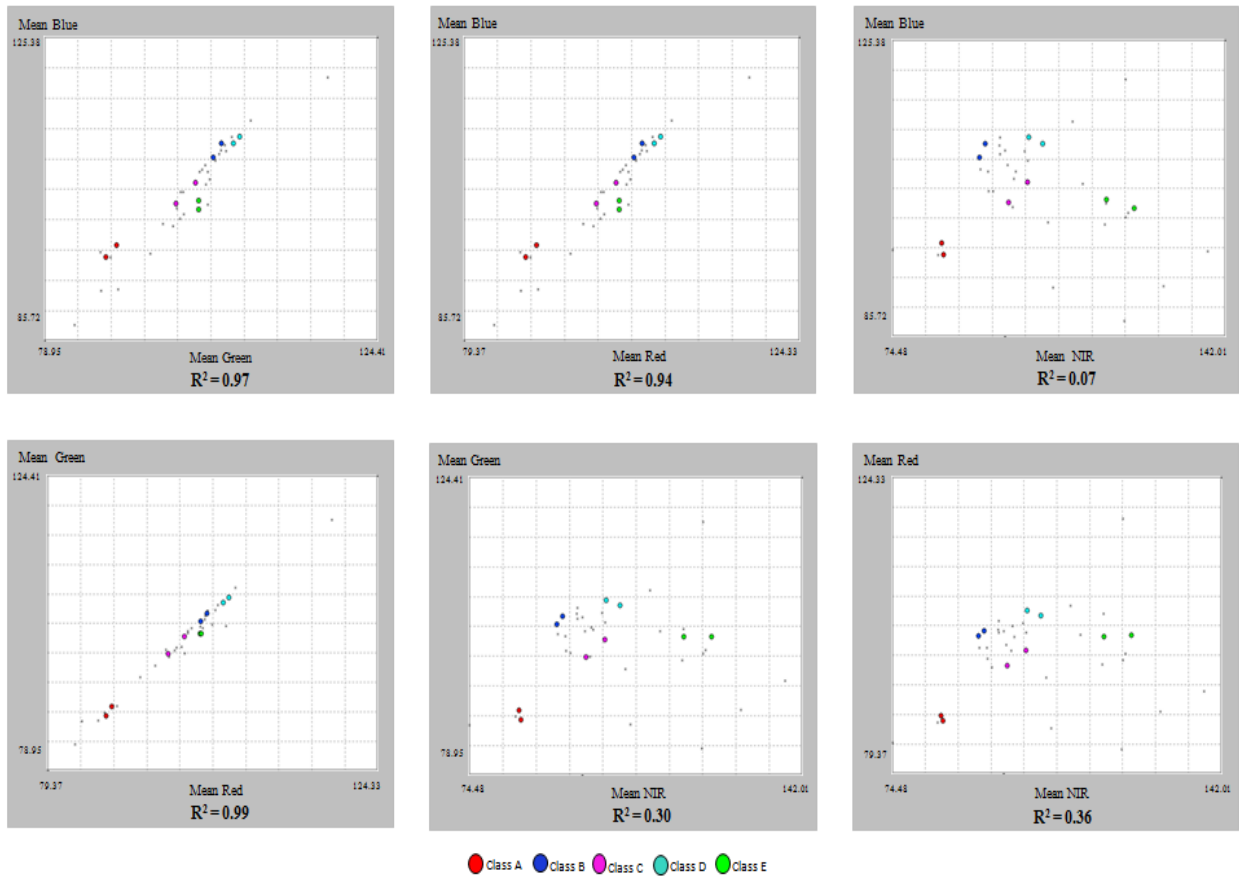 Mean Blue
125.38
85.72
78.95
Mean Green
124.41
R² = 0.97
Mean Blue
125.38
85.72
79.37
Mean Red
124.33
R² = 0.94
Mean Blue
125.38
85.72
74.48
Mean NIR
142.01
R² = 0.07
Mean Green
124.41
78.95
79.37
Mean Red
124.33
R² = 0.99
Mean Green
124.41
78.95
74.48
Mean NIR
142.01
R² = 0.30
Mean Red
124.33
79.37
74.48
Mean NIR
142.01
R² = 0.36
Class A Class B Class C Class D Class E